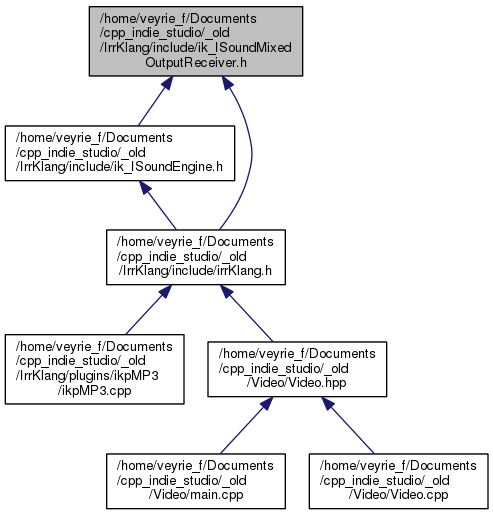 /home/veyrie_f/Documents
/cpp_indie_studio/_old
/IrrKlang/include/ik_ISoundMixed
OutputReceiver.h
/home/veyrie_f/Documents
/cpp_indie_studio/_old
/IrrKlang/include/ik_ISoundEngine.h
/home/veyrie_f/Documents
/cpp_indie_studio/_old
/IrrKlang/include/irrKlang.h
/home/veyrie_f/Documents
/cpp_indie_studio/_old
/IrrKlang/plugins/ikpMP3
/ikpMP3.cpp
/home/veyrie_f/Documents
/cpp_indie_studio/_old
/Video/Video.hpp
/home/veyrie_f/Documents
/cpp_indie_studio/_old
/Video/main.cpp
/home/veyrie_f/Documents
/cpp_indie_studio/_old
/Video/Video.cpp